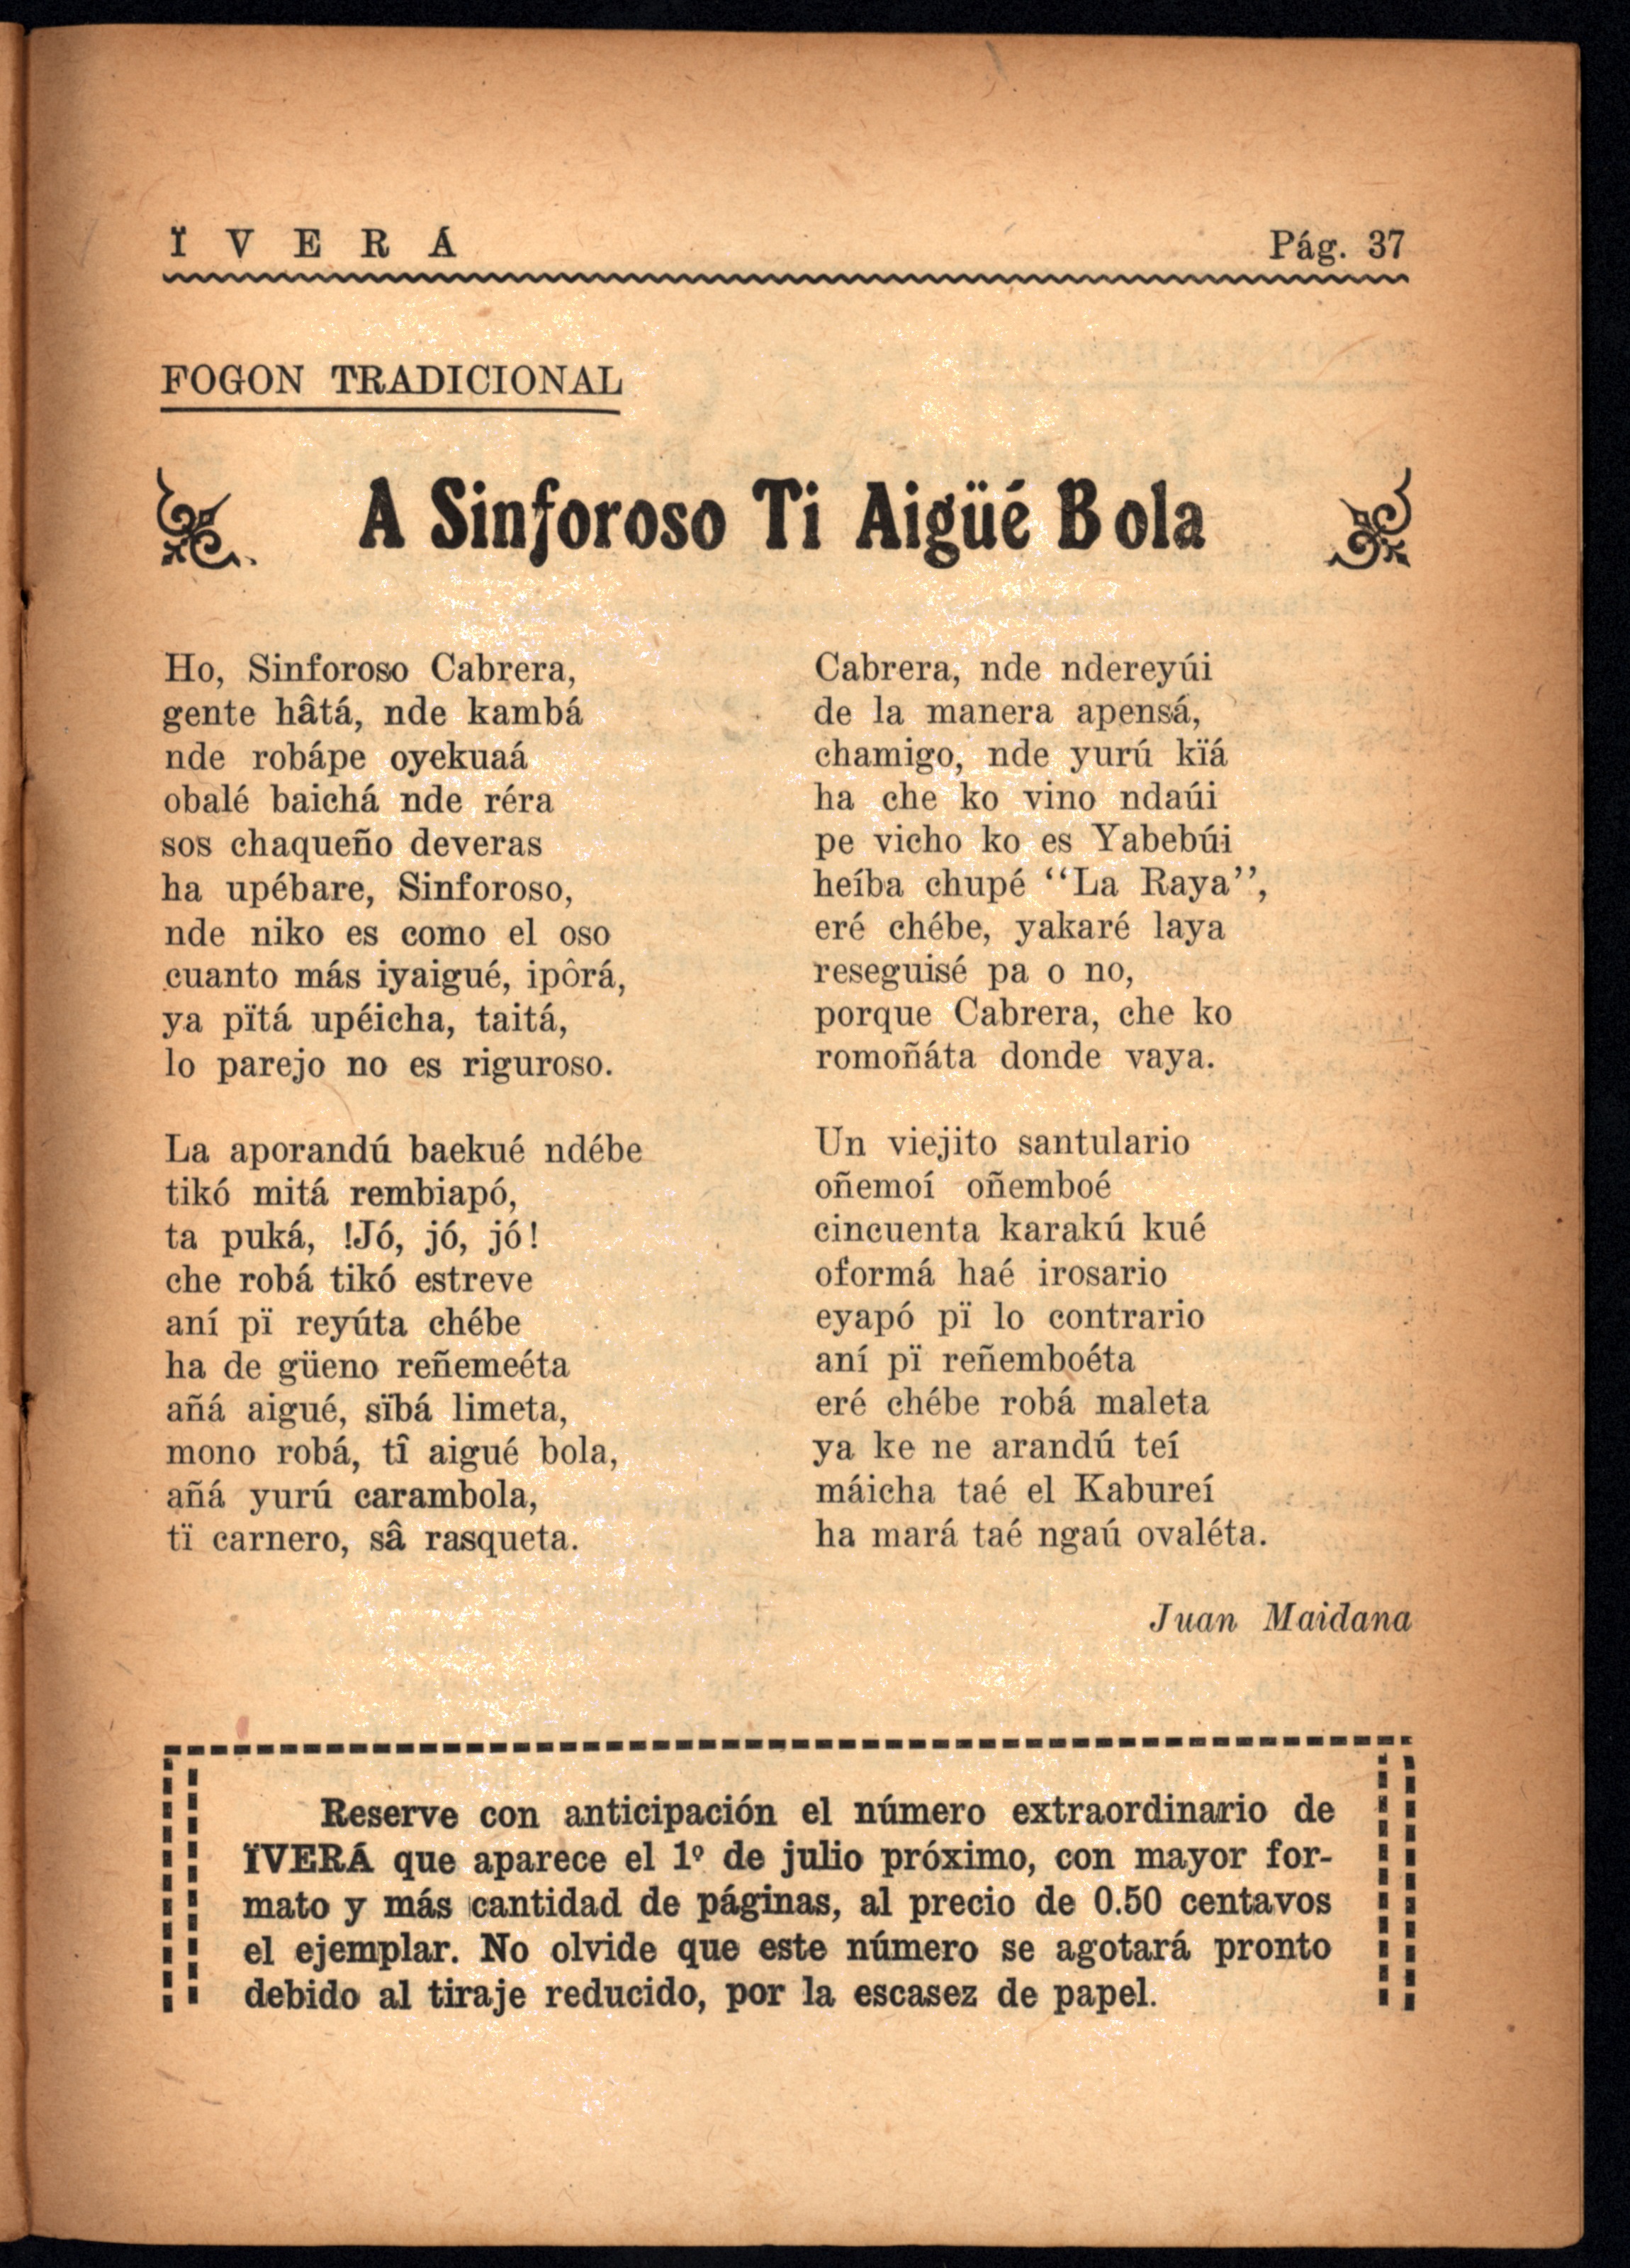 Ï V E R Á
Pág. 37
FOGON TRADICIONAL
A Sinforoso Ti Aigüé Bola
Ho, Sinforoso Cabrera,
gente hâtá, nde kambá
nde robápe oyekuaá
obalé baichá nde réra
sos chaqueño deveras
ha upébare, Sinforoso,
nde niko es como el oso
cuanto más iyaigué, ipôrá,
ya pïtá upéicha, taitá,
lo parejo no es riguroso.
La aporandú baekué ndébe
tikó mitá rembiapó,
ta puká, !Jó, jó, jó!
che robá tikó estreve
aní pï reyúta chébe
ha de güeno reñemeéta
añá aigué, sïbá limeta,
mono robá, tî aigué bola,
añá yurú carambola,
tï carnero, sâ rasqueta.
Cabrera, nde ndereyúi
de la manera apensá,
chamigo, nde yurú kïá
ha che ko vino ndaúi
pe vicho ko es Yabebúi
heíba chupé “La Raya”,
eré chébe, yakaré laya
reseguisé pa o no,
porque Cabrera, che ko
romoñáta donde vaya.
Un viejito santulario
oñemoí oñemboé
cincuenta karakú kué
oformá haé irosario
eyapó pï lo contrario
aní pï reñemboéta
eré chébe robá maleta
ya ke ne arandú teí
máicha taé el Kabureí
ha mará taé ngaú ovaléta.
Juan Maidana
Reserve con anticipación el número extraordinario de
ÏVERÁ que aparece el 1º de julio próximo, con mayor for-
mato y más cantidad de páginas, al precio de 0.50 centavos
el ejemplar. No olvide que este número se agotará pronto
debido al tiraje reducido, por la escasez de papel.